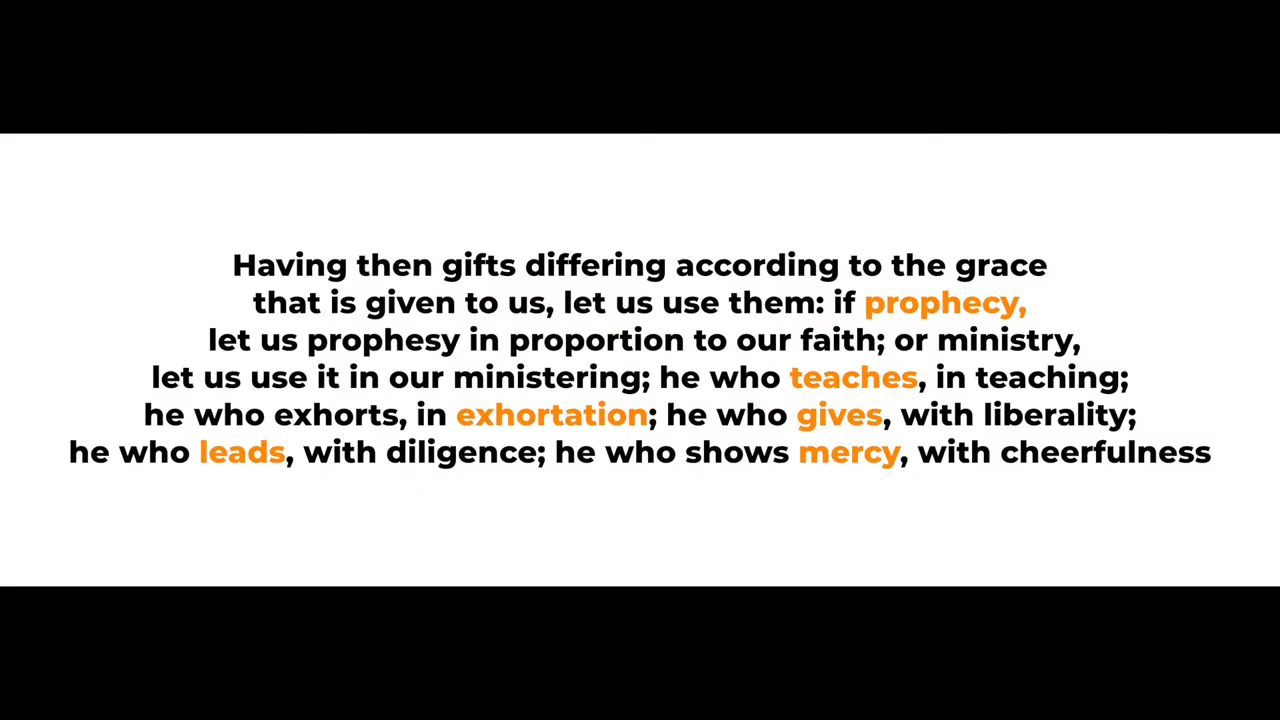 Having then gifts differing according to the grace
that is given to us, let us use them: if prophecy,
let us prophesy in proportion to our faith; or ministry,
let us use it in our ministering; he who teaches, in teaching;
he who exhorts, in exhortation; he who gives, with liberality;
he who leads, with diligence; he who shows mercy, with cheerfulness